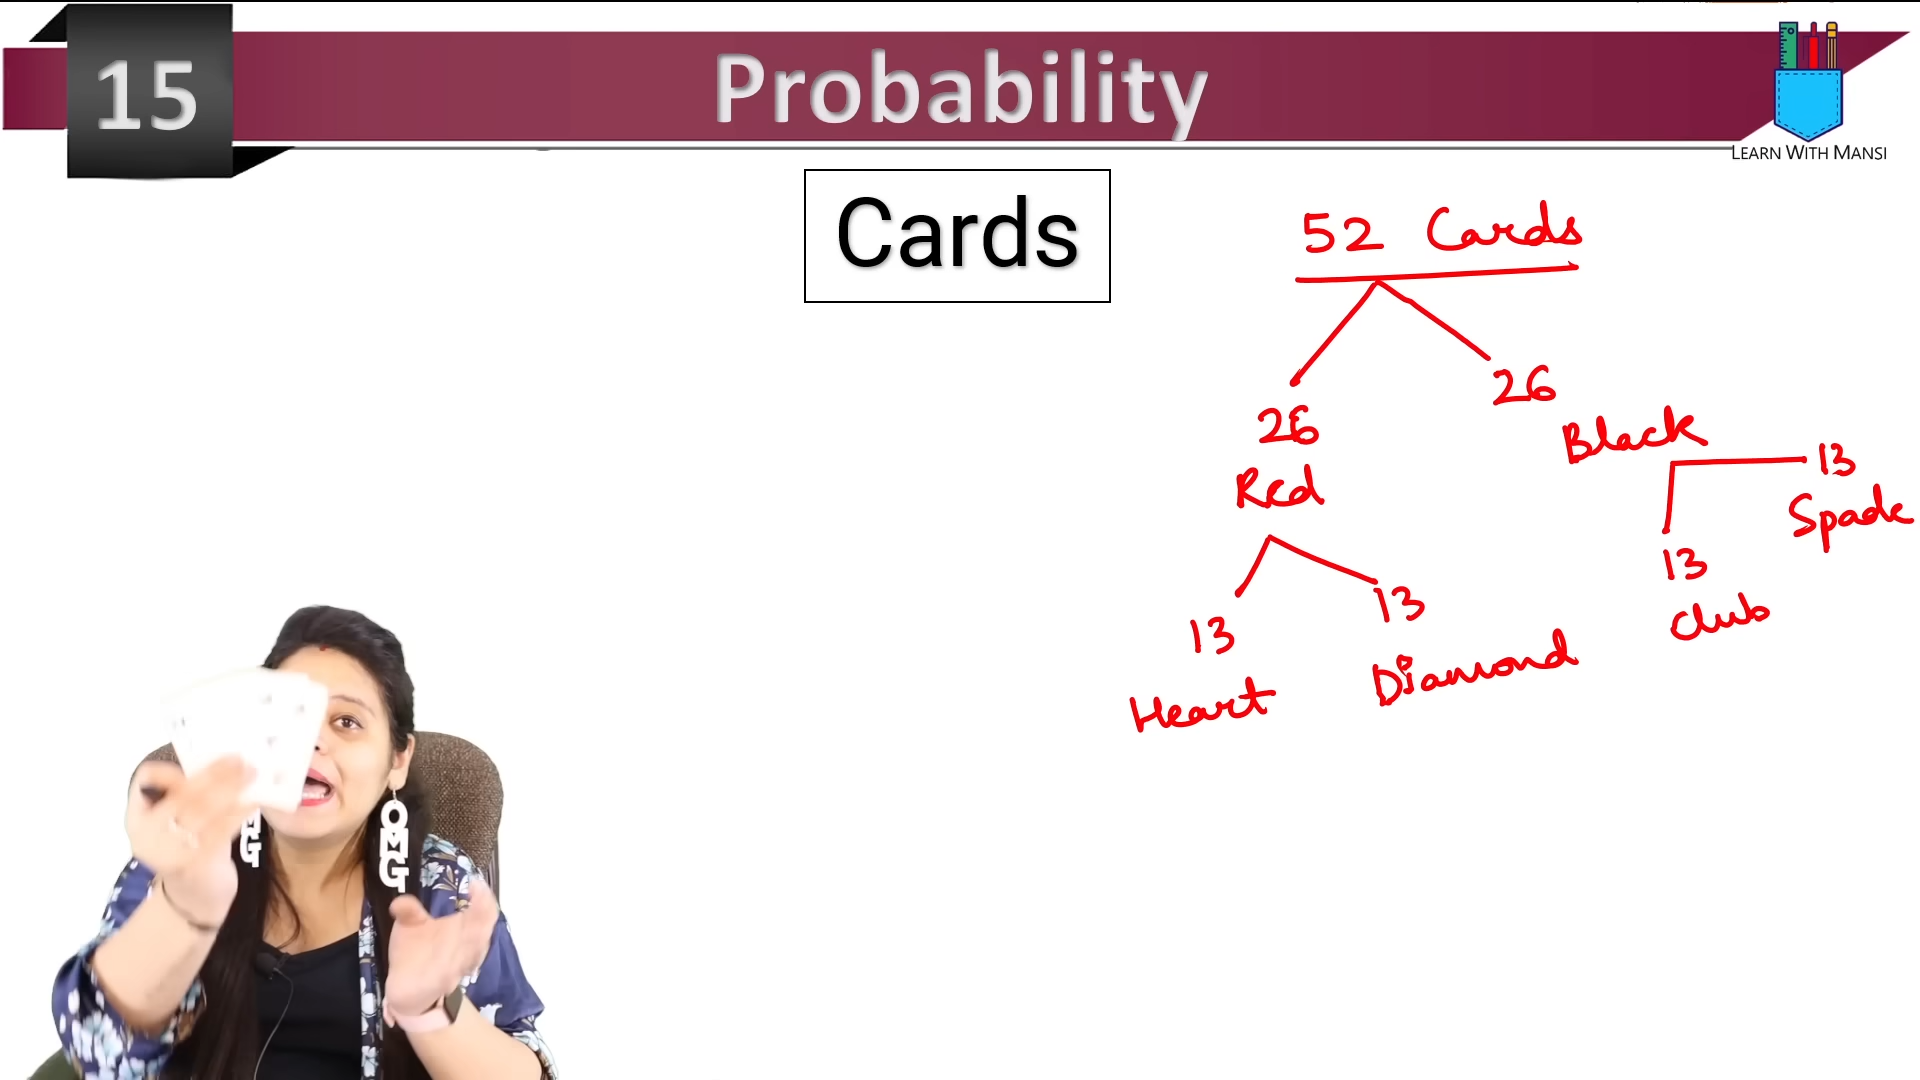 15
Probability
LEARN WITH MANSI
Cards
52 Cards
26
Red
26
Black
13
Heart
13
Diamond
13
Club
13
Spade
OMG
MG